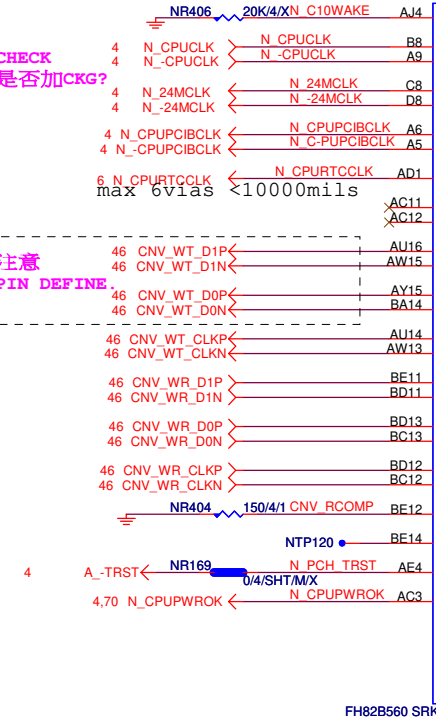 NR406 20K/4/X N_C10WAKE AJ4
4 N_CPUCLK N_CPUCLK B8
CHECK
4 N_-CPUCLK N_-CPUCLK A9
是否加CKG?
4 N_24MCLK N_24MCLK C8
4 N_-24MCLK N_-24MCLK D8
4 N_CPUPCIBCLK N_CPUPCIBCLK A6
4 N_-CPUPCIBCLK N_C-PUPCIBCLK A5
6 N_CPURTCCLK N_CPURTCCLK AD1
max 6vias <10000mils
AC11
AC12
46 CNV_WT_D1P AU16
注意
46 CNV_WT_D1N AW15
PIN DEFINE.
46 CNV_WT_D0P AY15
46 CNV_WT_D0N BA14
46 CNV_WT_CLKP AU14
46 CNV_WT_CLKN AW13
46 CNV_WR_D1P BE11
46 CNV_WR_D1N BD11
46 CNV_WR_D0P BD13
46 CNV_WR_D0N BC13
46 CNV_WR_CLKP BD12
46 CNV_WR_CLKN BC12
NR404 150/4/1 CNV_RCOMP BE12
NTP120 BE14
4 A_-TRST NR169 N_PCH_TRST AE4
0/4/SHT/M/X
4,70 N_CPUPWROK N_CPUPWROK AC3
FH82B560 SRK